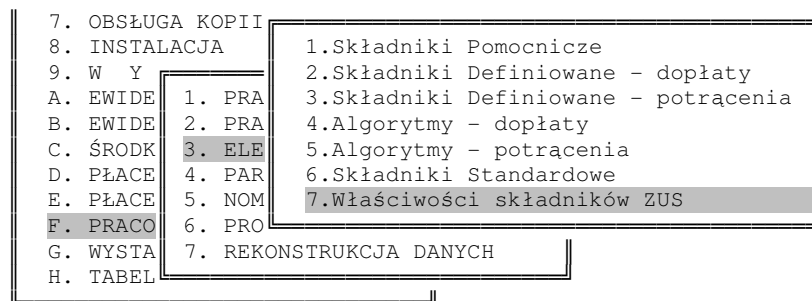 7. OBSŁUGA KOPII
8. INSTALACJA 1.Składniki Pomocnicze
9. W Y 2.Składniki Definiowane – dopłaty
A. EWIDE 1. PRA 3.Składniki Definiowane – potrącenia
B. EWIDE 2. PRA 4.Algorytmy – dopłaty
C. ŚRODK 3. ELE 5.Algorytmy – potrącenia
D. PŁACE 4. PAR 6.Składniki Standardowe
E. PŁACE 5. NOM 7.Właściwości składników ZUS
F. PRACO 6. PRO
G. WYSTA 7. REKONSTRUKCJA DANYCH
H. TABEL